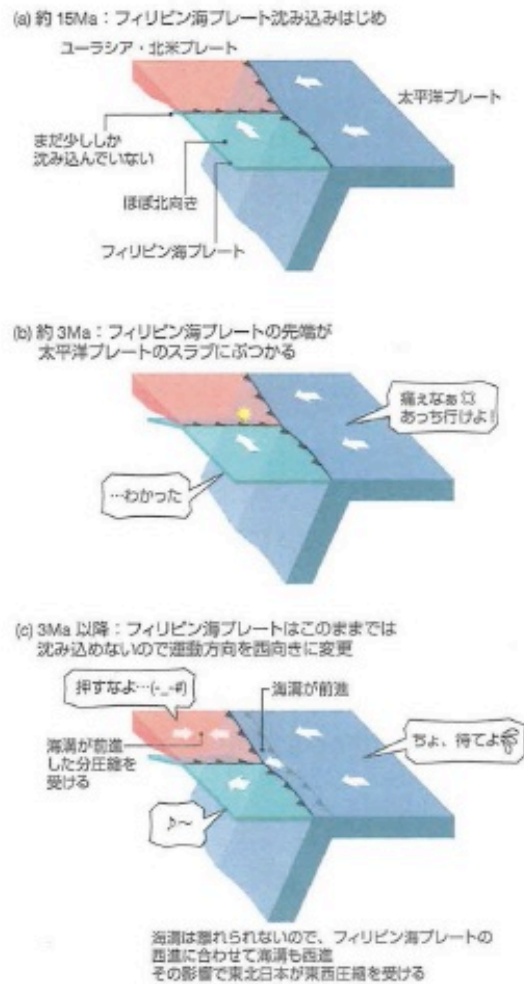 (a) 約 15Ma：フィリピン海プレート沈み込みはじめ
ユーラシア・北米プレート
太平洋プレート
まだ少ししか
沈み込んでいない
ほぼ北向き
フィリピン海プレート
(b) 約 3Ma：フィリピン海プレートの先端が
太平洋プレートのスラブにぶつかる
痛えなぁ
あっち行けよ！
…わかった
(c) 3Ma 以降：フィリピン海プレートはこのままでは
沈み込めないので運動方向を西向きに変更
押すなよ…(-_-#)
海溝が前進
海溝が前進
した分圧縮を
受ける
ちょ、待てよ
♪〜
海溝は離れられないので、フィリピン海プレートの
西進に合わせて海溝も西進
その影響で東北日本が東西圧縮を受ける